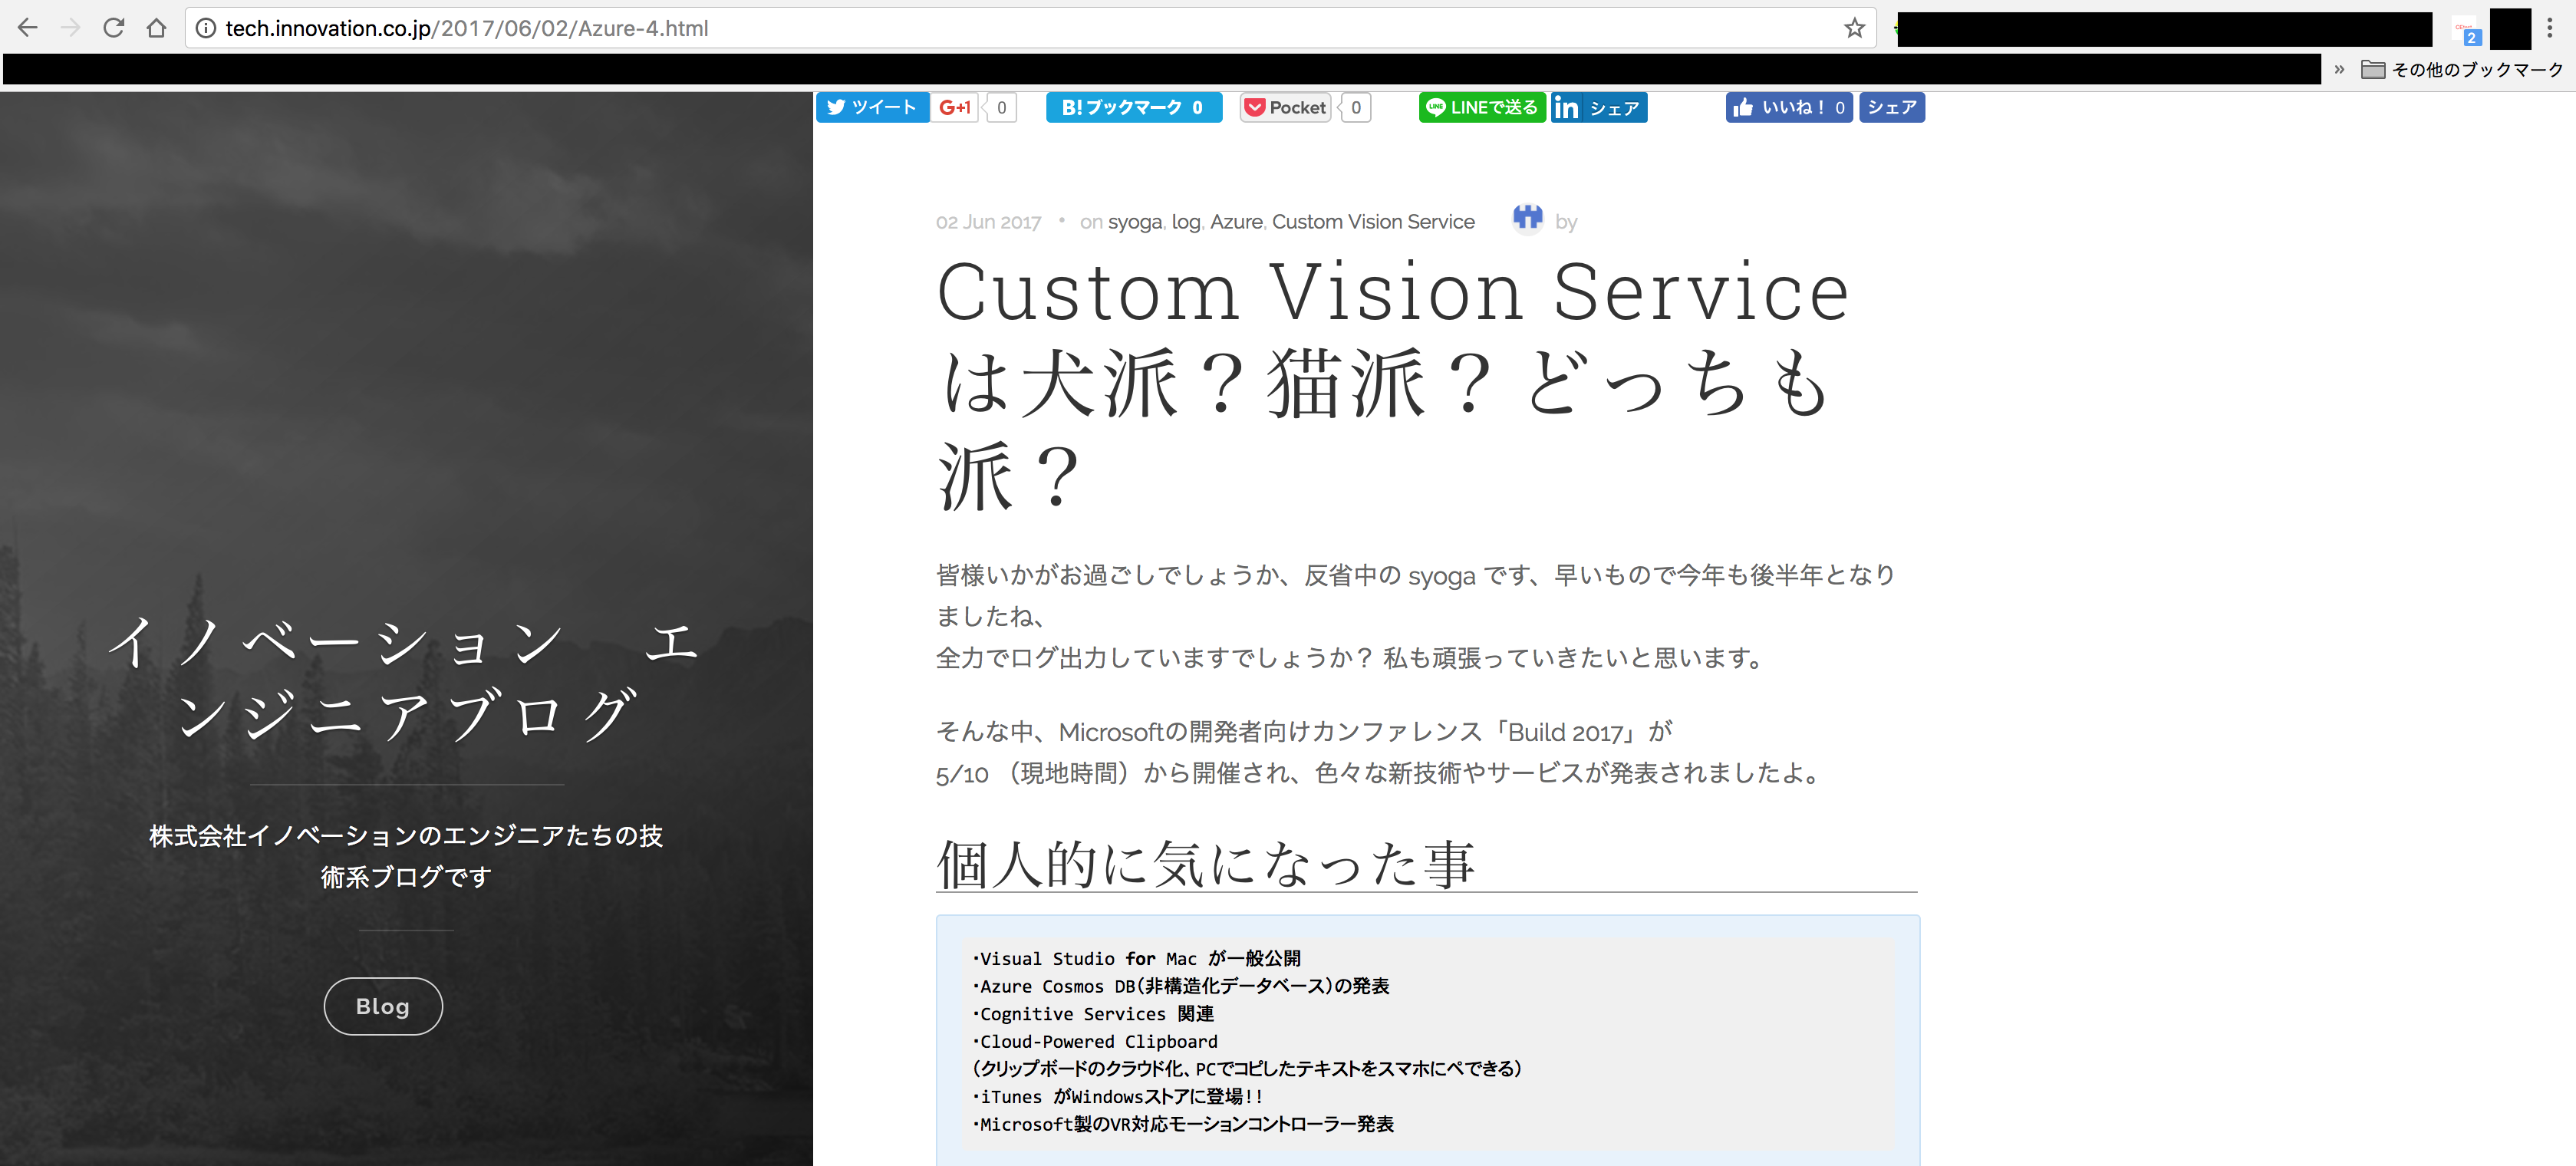 tech.innovation.co.jp/2017/06/02/Azure-4.html
2
» その他のブックマーク
ツイート G+1 0 B!ブックマーク 0 Pocket 0 LINE LINEで送る in シェア いいね！ 0 シェア
イノベーション　エ
ンジニアブログ
株式会社イノベーションのエンジニアたちの技
術系ブログです
Blog
02 Jun 2017 • on syoga, log, Azure, Custom Vision Service by
Custom Vision Service
は犬派？猫派？どっちも
派？
皆様いかがお過ごしでしょうか、反省中の syoga です、早いもので今年も後半年となり
ましたね、
全力でログ出力していますでしょうか？ 私も頑張っていきたいと思います。
そんな中、Microsoftの開発者向けカンファレンス「Build 2017」が
5/10 （現地時間）から開催され、色々な新技術やサービスが発表されましたよ。
個人的に気になった事
・Visual Studio for Mac が一般公開
・Azure Cosmos DB（非構造化データベース）の発表
・Cognitive Services 関連
・Cloud-Powered Clipboard
（クリップボードのクラウド化、PCでコピしたテキストをスマホにペできる）
・iTunes がWindowsストアに登場!!
・Microsoft製のVR対応モーションコントローラー発表